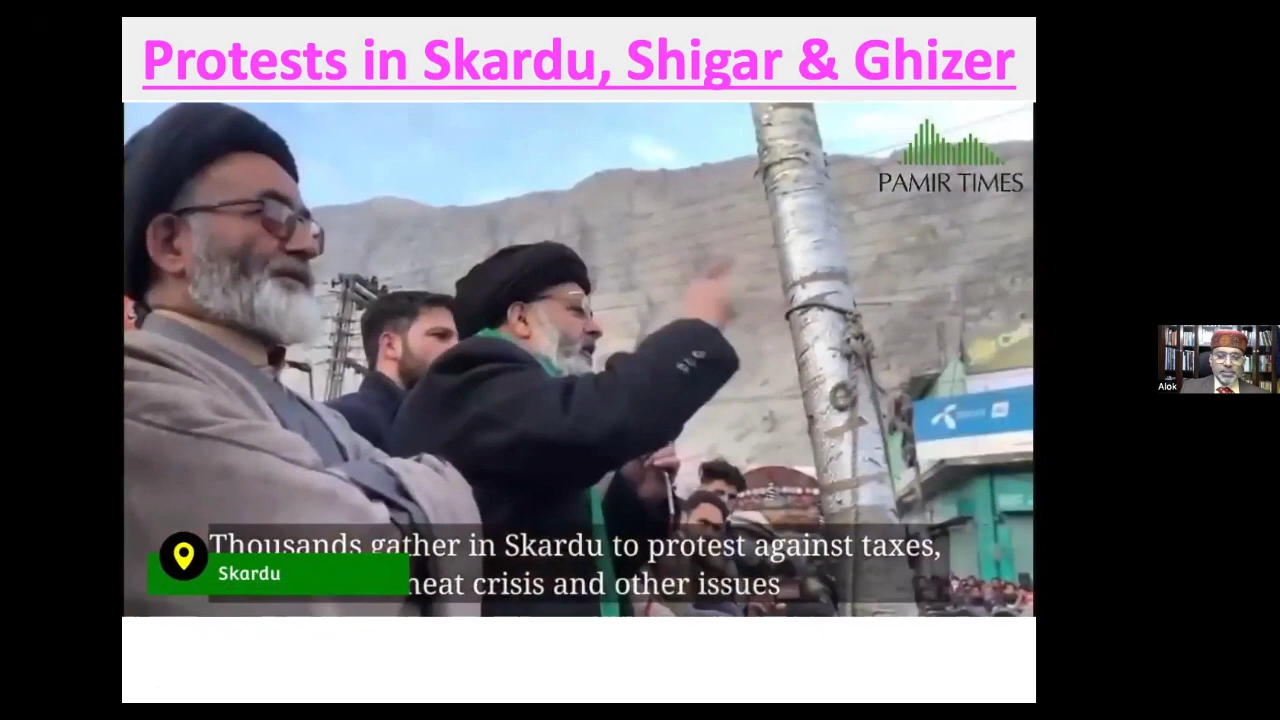 Protests in Skardu, Shigar & Ghizer
PAMIR TIMES
Thousands gather in Skardu to protest against taxes,
heat crisis and other issues
Skardu
Alok